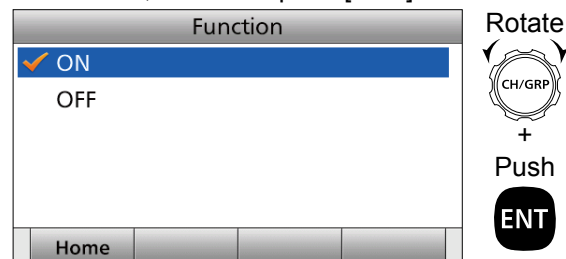 Function
ON
OFF
Home
Rotate
CH/GRP
+
Push
ENT